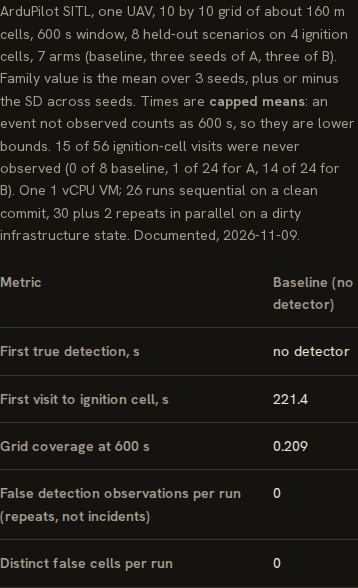 ArduPilot SITL, one UAV, 10 by 10 grid of about 160 m
cells, 600 s window, 8 held-out scenarios on 4 ignition
cells, 7 arms (baseline, three seeds of A, three of B).
Family value is the mean over 3 seeds, plus or minus
the SD across seeds. Times are capped means: an
event not observed counts as 600 s, so they are lower
bounds. 15 of 56 ignition-cell visits were never
observed (0 of 8 baseline, 1 of 24 for A, 14 of 24 for
B). One 1 vCPU VM; 26 runs sequential on a clean
commit, 30 plus 2 repeats in parallel on a dirty
infrastructure state. Documented, 2026-11-09.
Metric
Baseline (no
detector)
First true detection, s
no detector
First visit to ignition cell, s
221.4
Grid coverage at 600 s
0.209
False detection observations per run
(repeats, not incidents)
0
Distinct false cells per run
0